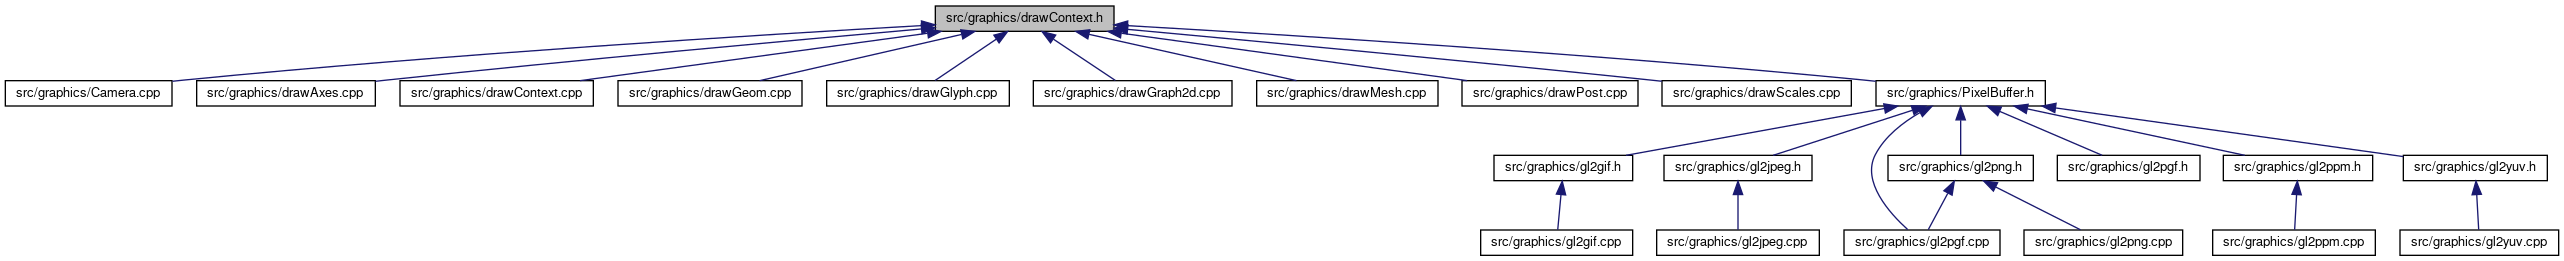 src/graphics/drawContext.h
src/graphics/Camera.cpp
src/graphics/drawAxes.cpp
src/graphics/drawContext.cpp
src/graphics/drawGeom.cpp
src/graphics/drawGlyph.cpp
src/graphics/drawGraph2d.cpp
src/graphics/drawMesh.cpp
src/graphics/drawPost.cpp
src/graphics/drawScales.cpp
src/graphics/PixelBuffer.h
src/graphics/gl2gif.h
src/graphics/gl2jpeg.h
src/graphics/gl2png.h
src/graphics/gl2pgf.h
src/graphics/gl2ppm.h
src/graphics/gl2yuv.h
src/graphics/gl2gif.cpp
src/graphics/gl2jpeg.cpp
src/graphics/gl2pgf.cpp
src/graphics/gl2png.cpp
src/graphics/gl2ppm.cpp
src/graphics/gl2yuv.cpp